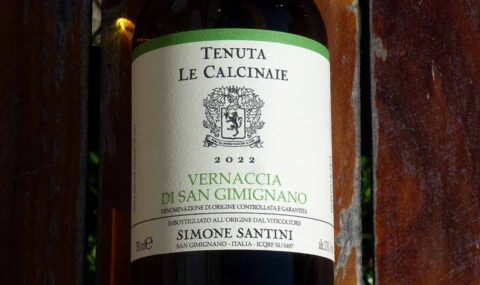 TENUTA
LE CALCINAIE
2022
VERNACCIA
DI SAN GIMIGNANO
DENOMINAZIONE DI ORIGINE CONTROLLATA E GARANTITA
IMBOTTIGLIATO ALL'ORIGINE DAL VITICOLTORE
SIMONE SANTINI
SAN GIMIGNANO - ITALIA - ICQRF SI/5497